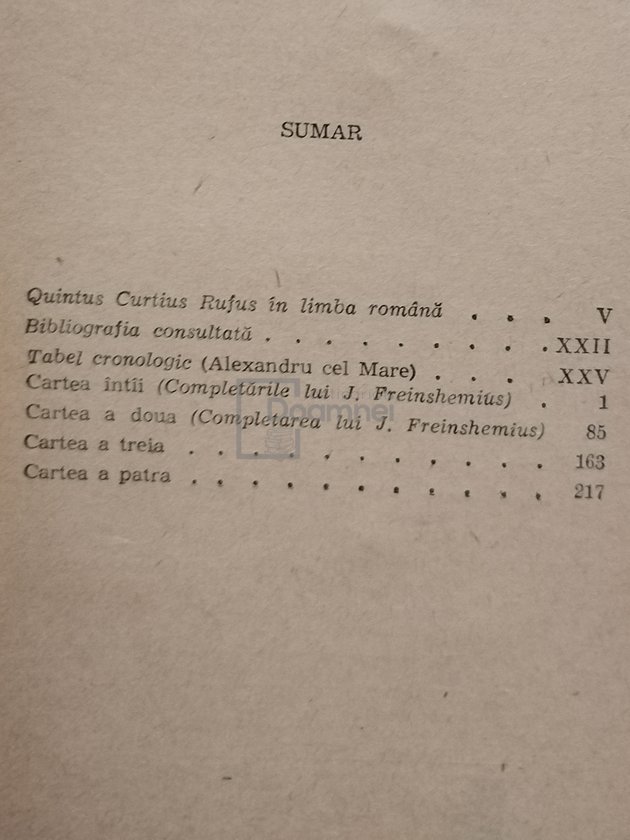 SUMAR
Quintus Curtius Rufus în limba română . . . V
Bibliografia consultată . . . . . . . . . XXII
Tabel cronologic (Alexandru cel Mare) . . . XXV
Cartea întîi (Completările lui J. Freinshemius) . 1
Cartea a doua (Completarea lui J. Freinshemius) 85
Cartea a treia . . . . . . . . . . . 163
Cartea a patra . . . . . . . . . . . 217
Doamnei